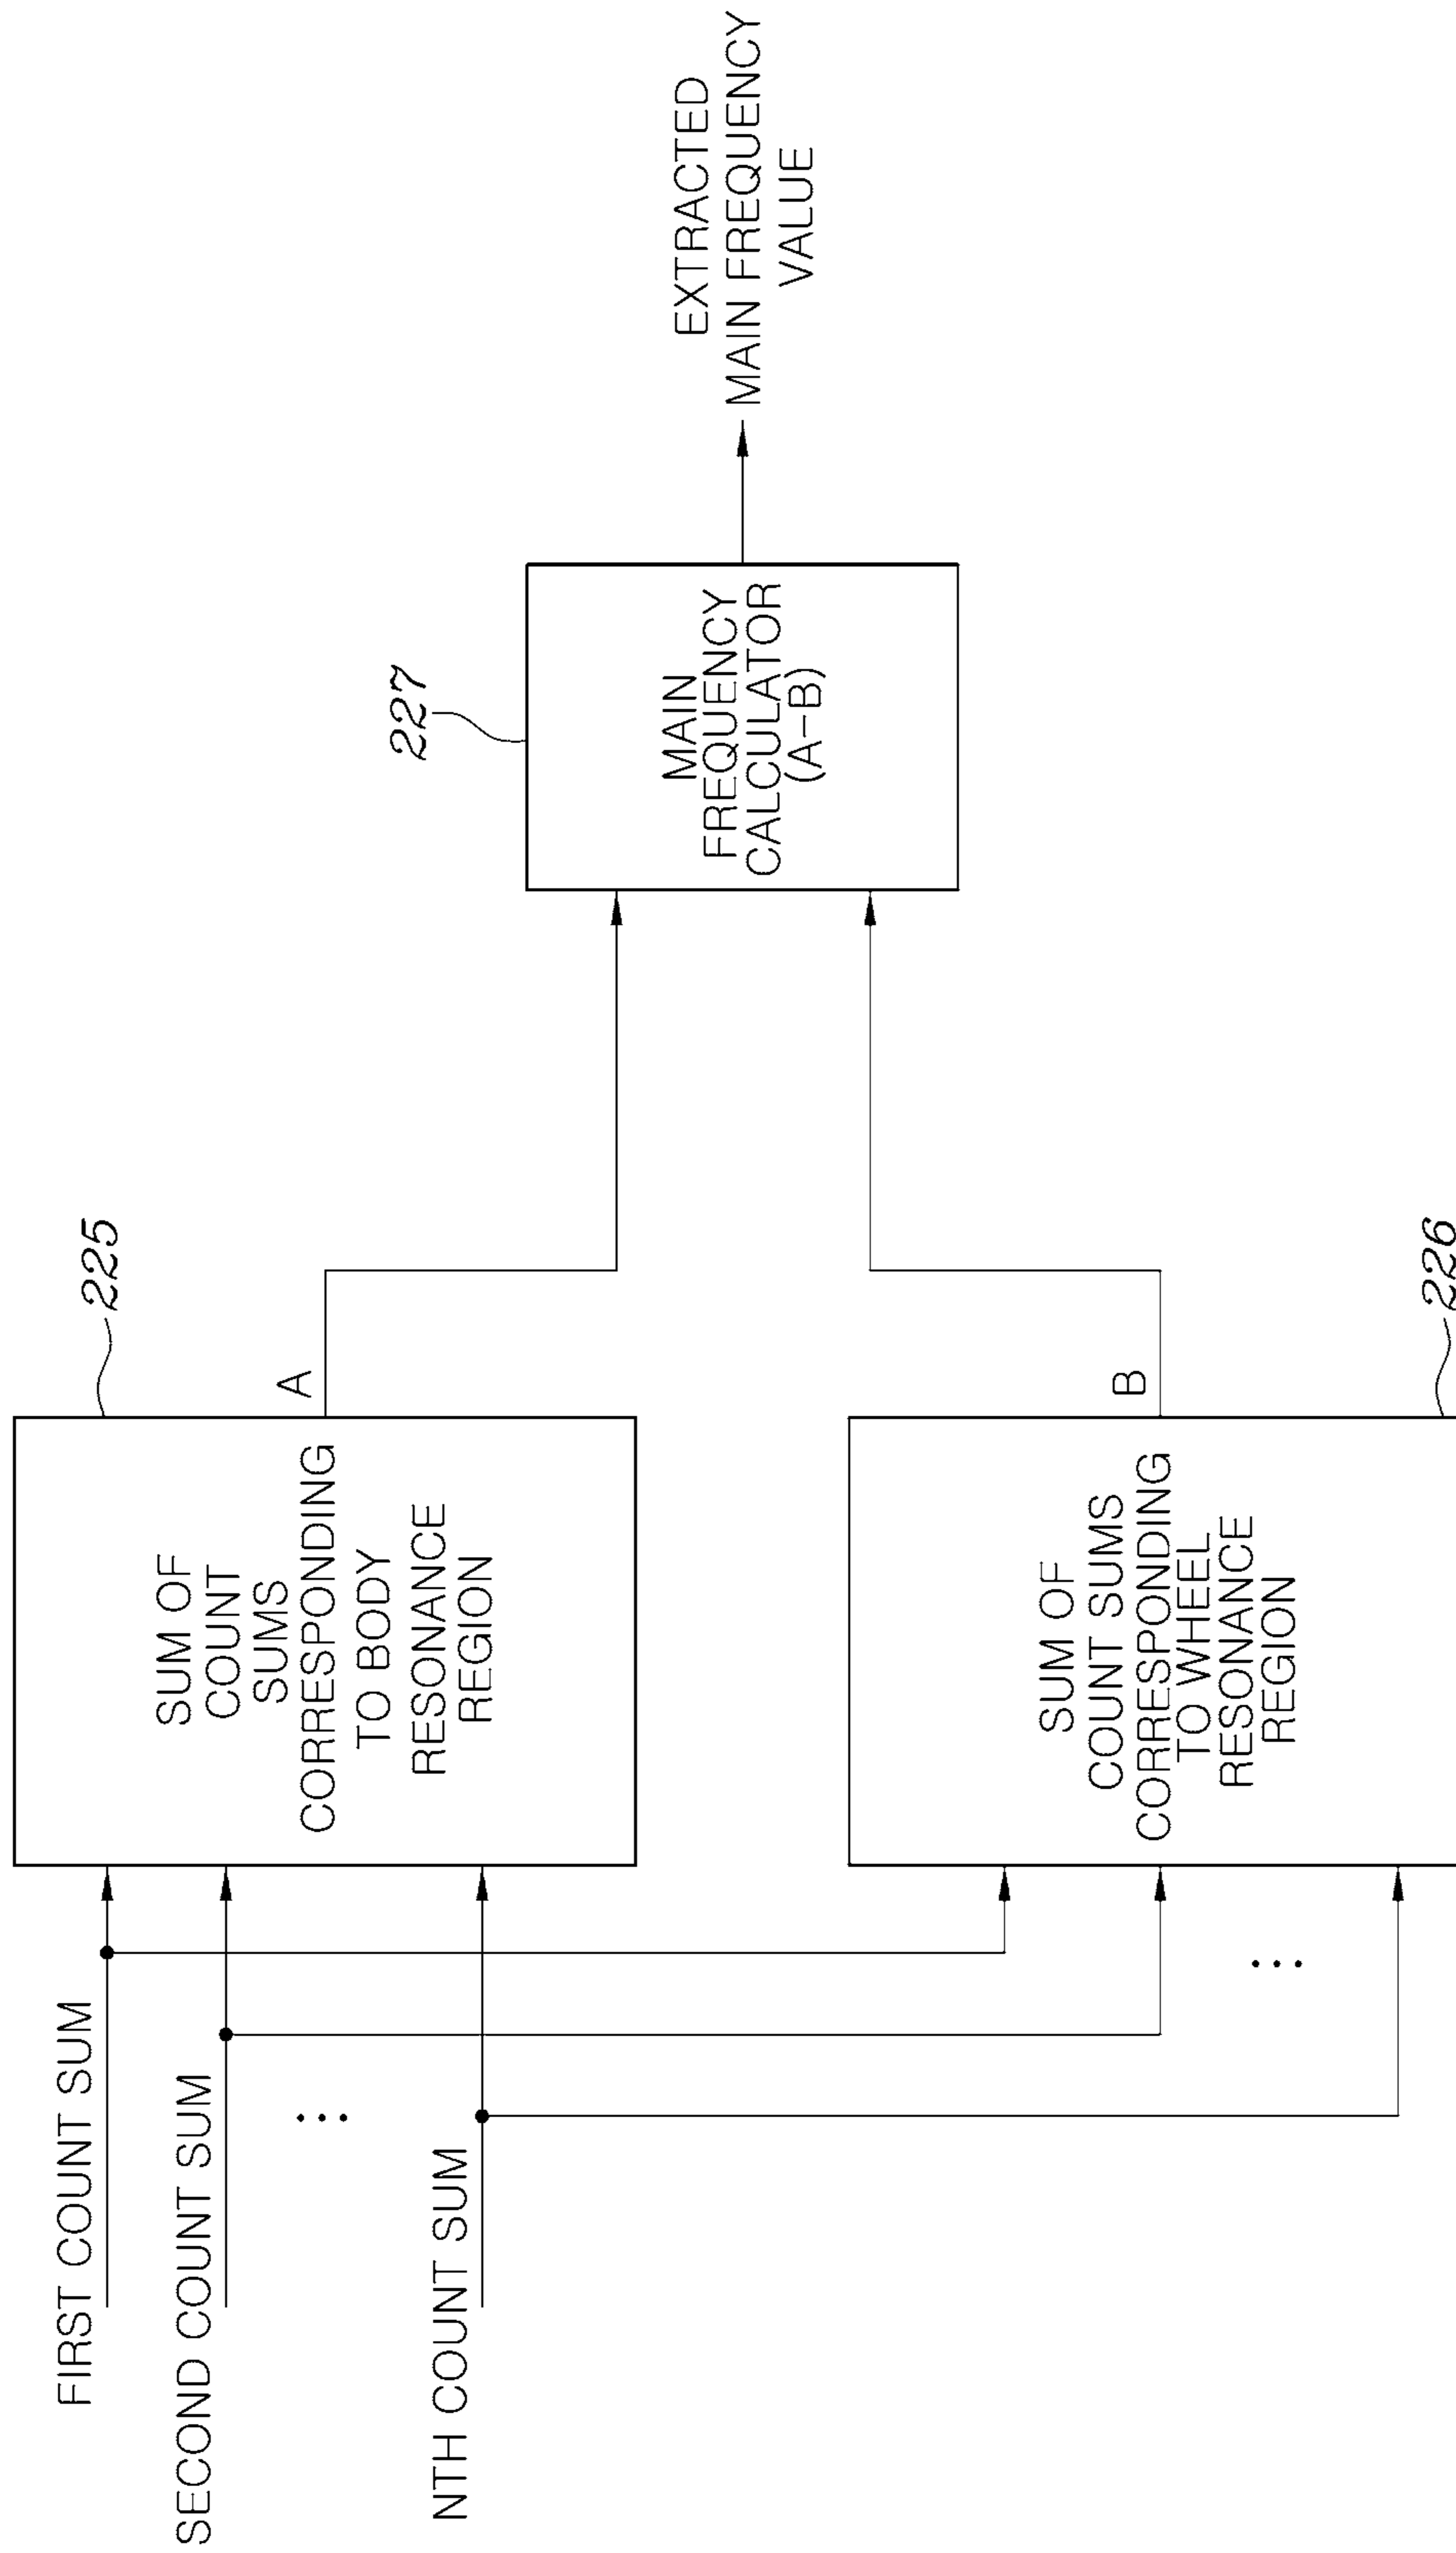 FIRST COUNT SUM
SECOND COUNT SUM
...
NTH COUNT SUM
225
SUM OF
COUNT
SUMS
CORRESPONDING
TO BODY
RESONANCE
REGION
A
226
SUM OF
COUNT SUMS
CORRESPONDING
TO WHEEL
RESONANCE
REGION
B
...
227
MAIN
FREQUENCY
CALCULATOR
(A-B)
EXTRACTED
MAIN FREQUENCY
VALUE